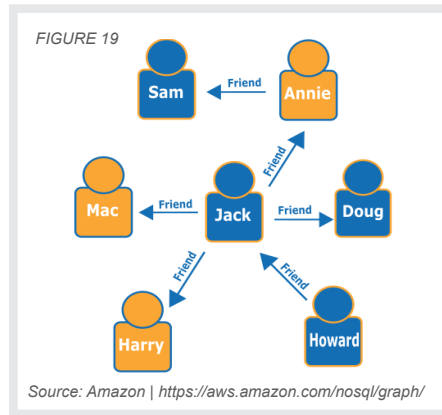 FIGURE 19
Sam
Friend
Annie
Friend
Mac
Friend
Jack
Friend
Doug
Friend
Friend
Harry
Howard
Source: Amazon | https://aws.amazon.com/nosql/graph/